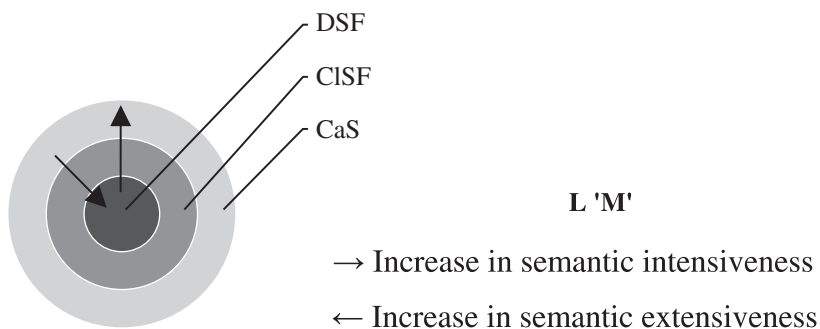 DSF
ClSF
CaS
L 'M'
→ Increase in semantic intensiveness
← Increase in semantic extensiveness